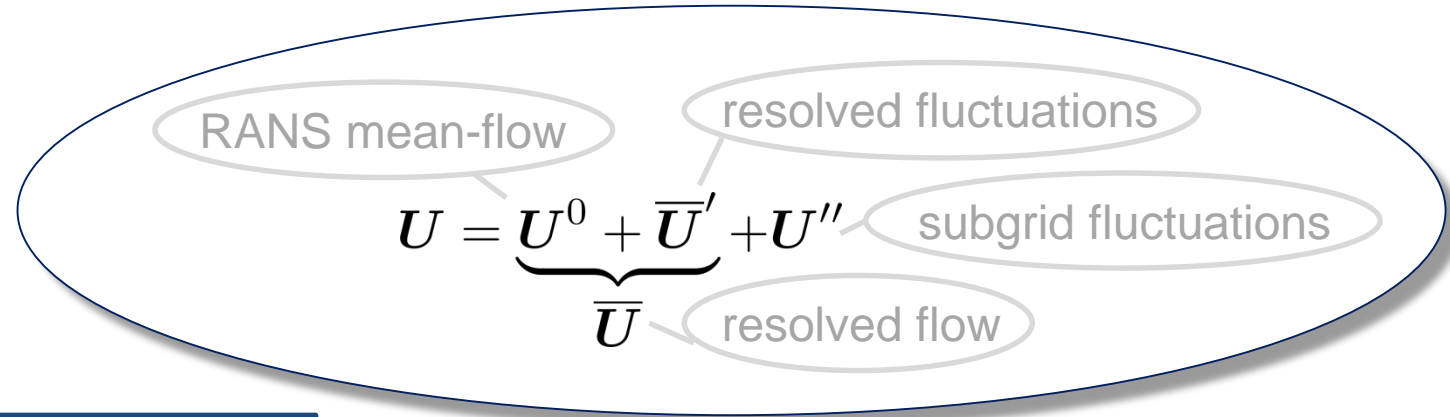 resolved fluctuations
RANS mean-flow
U = U⁰ + U̅′ + U″
subgrid fluctuations
U̅
resolved flow